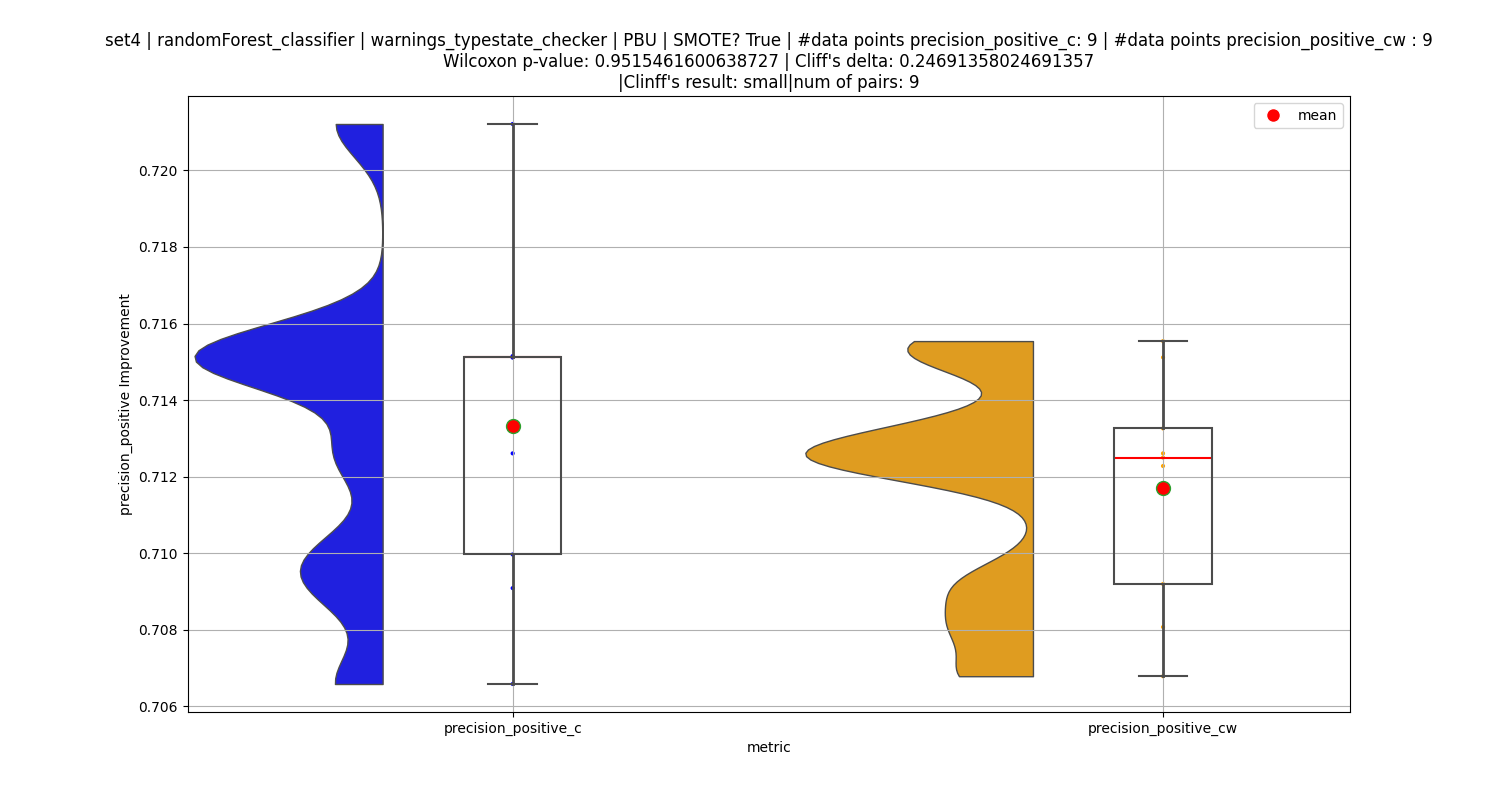 set4 | randomForest_classifier | warnings_typestate_checker | PBU | SMOTE? True | #data points precision_positive_c: 9 | #data points precision_positive_cw : 9
Wilcoxon p-value: 0.9515461600638727 | Cliff's delta: 0.24691358024691357
|Clinff's result: small|num of pairs: 9
mean
0.720
0.718
0.716
0.714
0.712
0.710
0.708
0.706
precision_positive Improvement
precision_positive_c
precision_positive_cw
metric